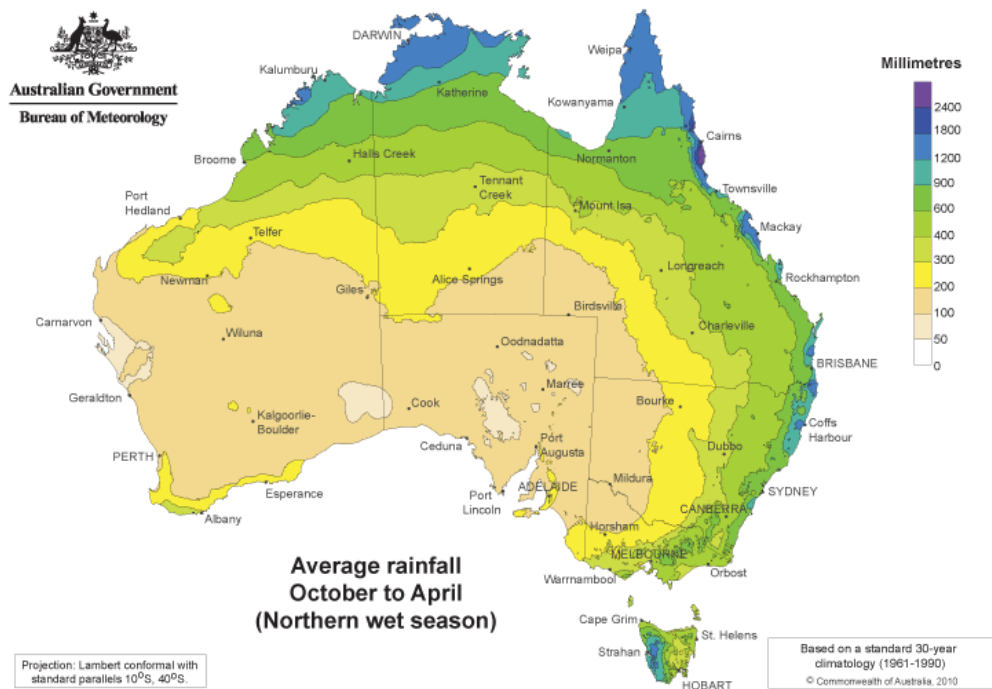 Australian Government
Bureau of Meteorology
DARWIN
Weipa
Kalumburu
Katherine
Kowanyama
Cairns
Broome
Halls Creek
Normanton
Tennant
Creek
Townsville
Port
Hedland
Mount Isa
Mackay
Telfer
Longreach
Newman
Alice Springs
Rockhampton
Giles
Birdsville
Carnarvon
Wiluna
Charleville
Oodnadatta
BRISBANE
Geraldton
Marree
Cook
Bourke
Kalgoorlie-
Boulder
Coffs
Harbour
Ceduna
Port
Augusta
Dubbo
PERTH
Esperance
ADELAIDE
Mildura
SYDNEY
Port
Lincoln
Albany
CANBERRA
Horsham
MELBOURNE
Warrnambool
Orbost
Cape Grim
St. Helens
Strahan
HOBART
Millimetres
2400
1800
1200
900
600
400
300
200
100
50
0
Average rainfall
October to April
(Northern wet season)
Projection: Lambert conformal with
standard parallels 10°S, 40°S.
Based on a standard 30-year
climatology (1961-1990)
© Commonwealth of Australia, 2010